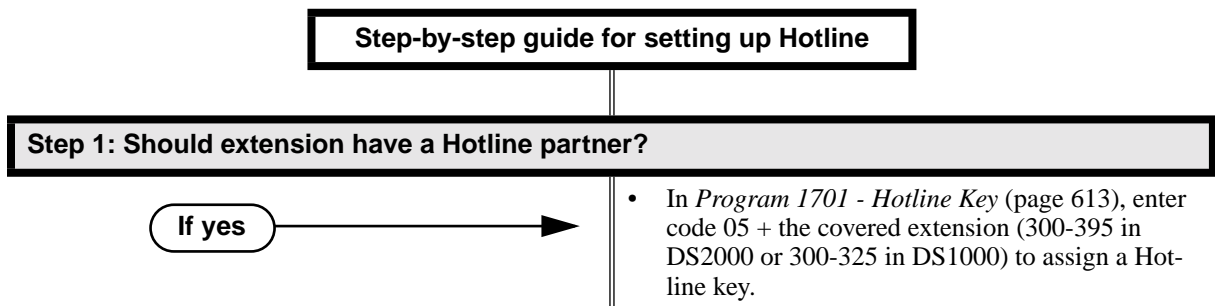 Step-by-step guide for setting up Hotline
Step 1: Should extension have a Hotline partner?
If yes
• In Program 1701 - Hotline Key (page 613), enter
code 05 + the covered extension (300-395 in
DS2000 or 300-325 in DS1000) to assign a Hot-
line key.